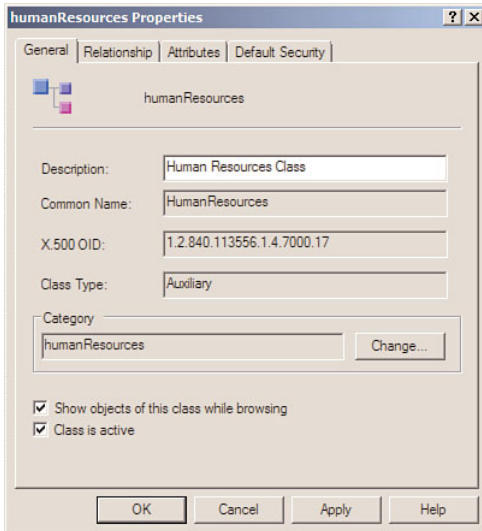 humanResources Properties
General Relationship Attributes Default Security
humanResources
Description: Human Resources Class
Common Name: HumanResources
X.500 OID: 1.2.840.113556.1.4.7000.17
Class Type: Auxiliary
Category
humanResources Change...
Show objects of this class while browsing
Class is active
OK Cancel Apply Help